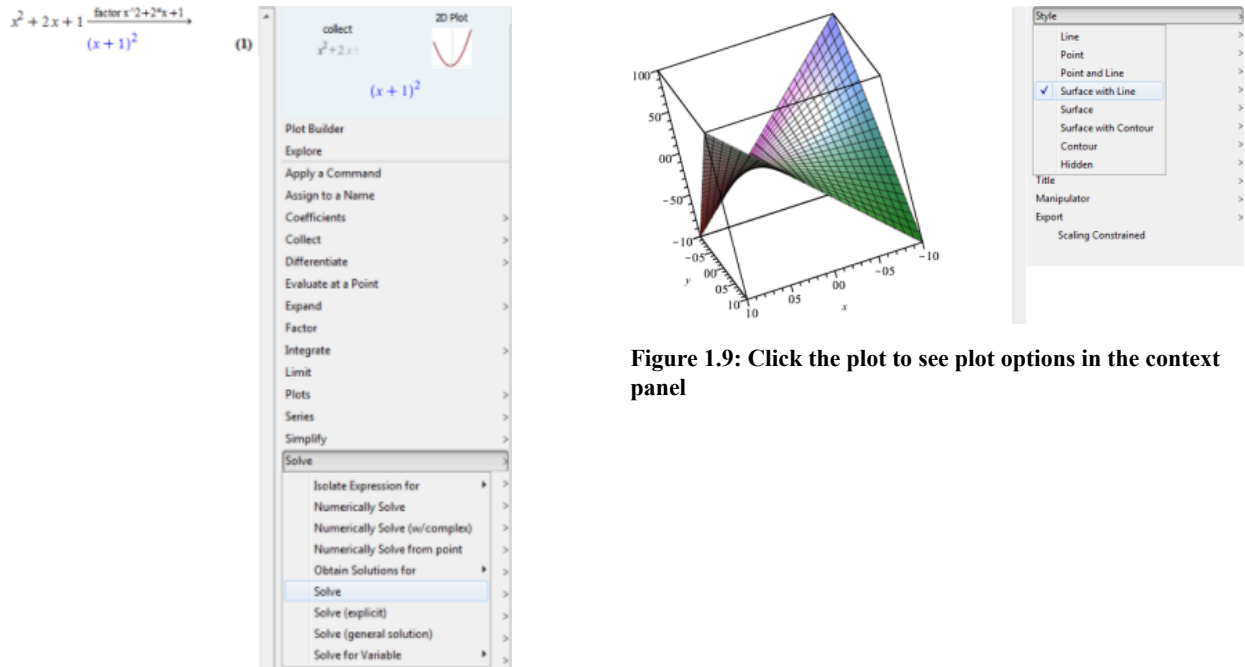 x² + 2x + 1 factor x^2+2*x+1
(x + 1)² (1)
collect
x² + 2x+
2D Plot
(x + 1)²
Plot Builder
Explore
Apply a Command
Assign to a Name
Coefficients >
Collect >
Differentiate >
Evaluate at a Point
Expand >
Factor
Integrate >
Limit
Plots >
Series >
Simplify >
Solve >
Isolate Expression for
Numerically Solve
Numerically Solve (w/complex)
Numerically Solve from point
Obtain Solutions for
Solve
Solve (explicit)
Solve (general solution)
Solve for Variable
100
50
00
-50
-10
-05
00
05
10
y
10
05
00
-05
-10
x
Style >
Line
Point
Point and Line
✓ Surface with Line
Surface
Surface with Contour
Contour
Hidden
Title >
Manipulator >
Export >
Scaling Constrained
Figure 1.9: Click the plot to see plot options in the context
panel